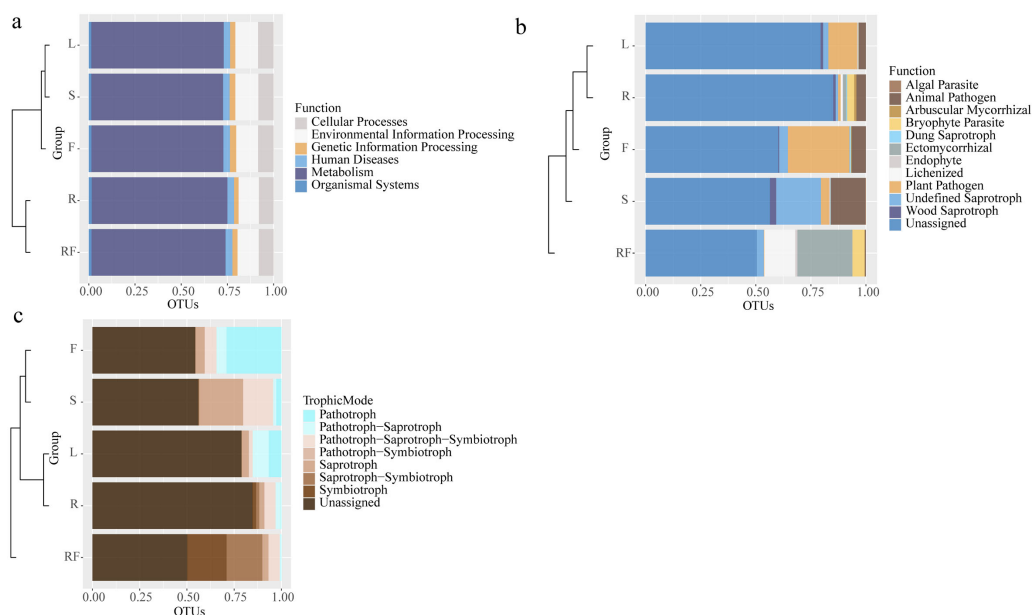 a
L
S
F
R
RF
Group
0.00 0.25 0.50 0.75 1.00
OTUs
Function
Cellular Processes
Environmental Information Processing
Genetic Information Processing
Human Diseases
Metabolism
Organismal Systems
b
L
R
F
S
RF
Group
0.00 0.25 0.50 0.75 1.00
OTUs
Function
Algal Parasite
Animal Pathogen
Arbuscular Mycorrhizal
Bryophyte Parasite
Dung Saprotroph
Ectomycorrhizal
Endophyte
Lichenized
Plant Pathogen
Undefined Saprotroph
Wood Saprotroph
Unassigned
c
F
S
L
R
RF
Group
0.00 0.25 0.50 0.75 1.00
OTUs
TrophicMode
Pathotroph
Pathotroph−Saprotroph
Pathotroph−Saprotroph−Symbiotroph
Pathotroph−Symbiotroph
Saprotroph
Saprotroph−Symbiotroph
Symbiotroph
Unassigned